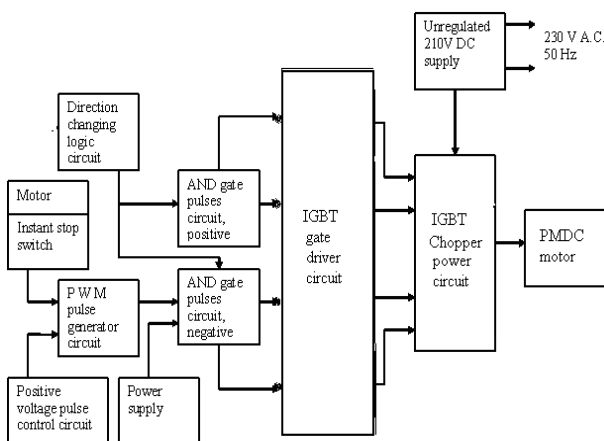 Unregulated
210V DC
supply
230 V A.C.
50 Hz
Direction
changing
logic
circuit
AND gate
pulses
circuit,
positive
IGBT
gate
driver
circuit
IGBT
Chopper
power
circuit
PMDC
motor
Motor
Instant stop
switch
P W M
pulse
generator
circuit
AND gate
pulses
circuit,
negative
Positive
voltage pulse
control circuit
Power
supply